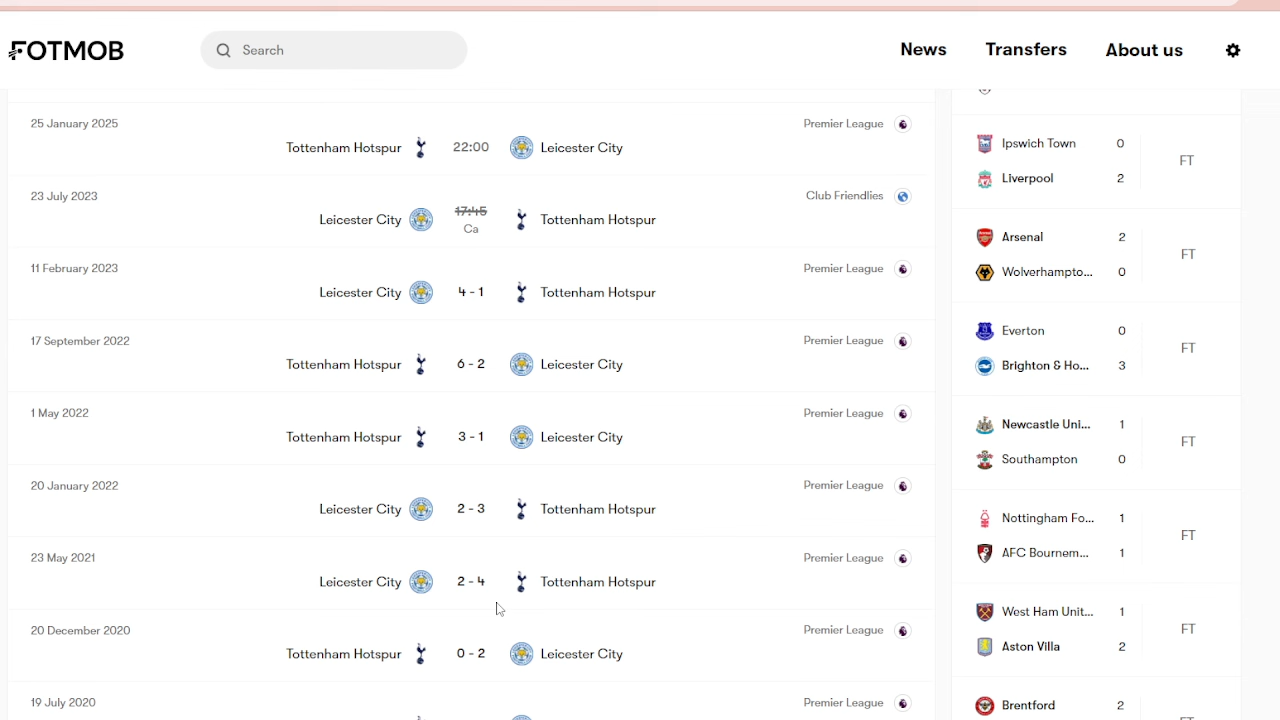 FOTMOB
Search
News
Transfers
About us
25 January 2025
Premier League
Tottenham Hotspur 22:00 Leicester City
23 July 2023
Club Friendlies
Leicester City 17:45 Tottenham Hotspur
Ca
11 February 2023
Premier League
Leicester City 4 - 1 Tottenham Hotspur
17 September 2022
Premier League
Tottenham Hotspur 6 - 2 Leicester City
1 May 2022
Premier League
Tottenham Hotspur 3 - 1 Leicester City
20 January 2022
Premier League
Leicester City 2 - 3 Tottenham Hotspur
23 May 2021
Premier League
Leicester City 2 - 4 Tottenham Hotspur
20 December 2020
Premier League
Tottenham Hotspur 0 - 2 Leicester City
19 July 2020
Premier League
Ipswich Town 0
FT
Liverpool 2
Arsenal 2
FT
Wolverhampto... 0
Everton 0
FT
Brighton & Ho... 3
Newcastle Uni... 1
FT
Southampton 0
Nottingham Fo... 1
FT
AFC Bournem... 1
West Ham Unit... 1
FT
Aston Villa 2
Brentford 2